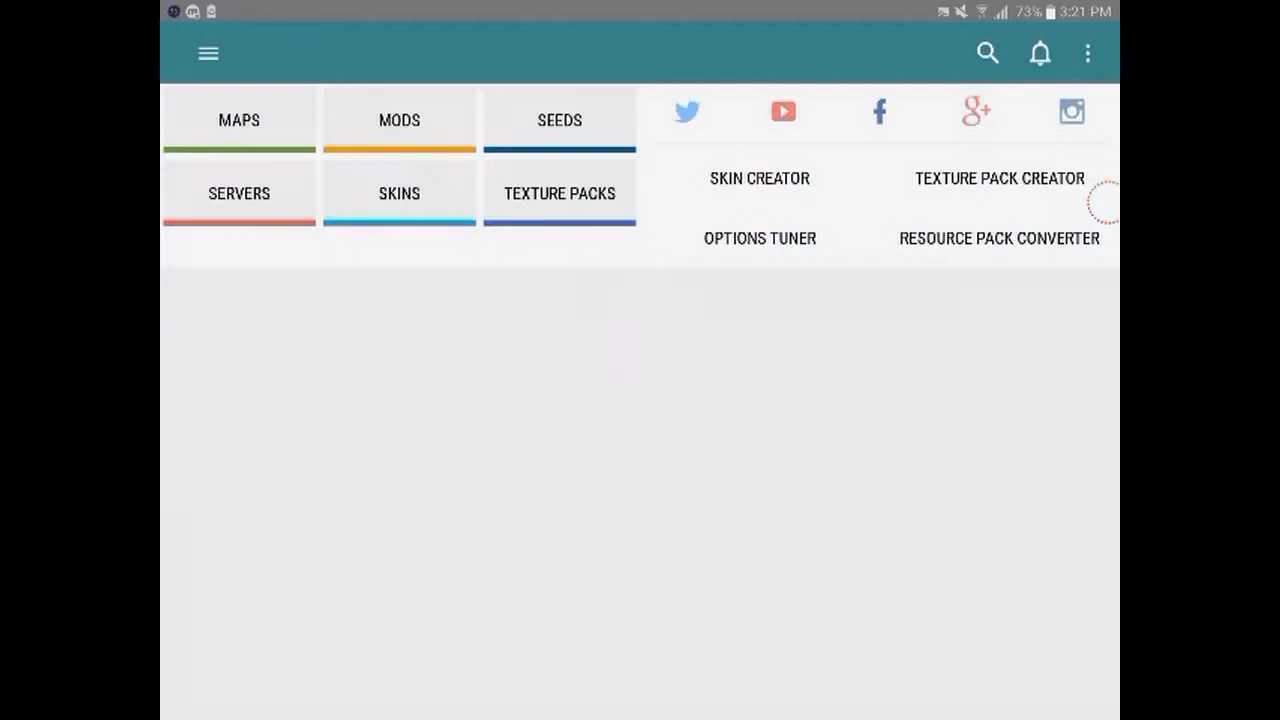 73% 3:21 PM
MAPS MODS SEEDS
SERVERS SKINS TEXTURE PACKS
SKIN CREATOR TEXTURE PACK CREATOR
OPTIONS TUNER RESOURCE PACK CONVERTER